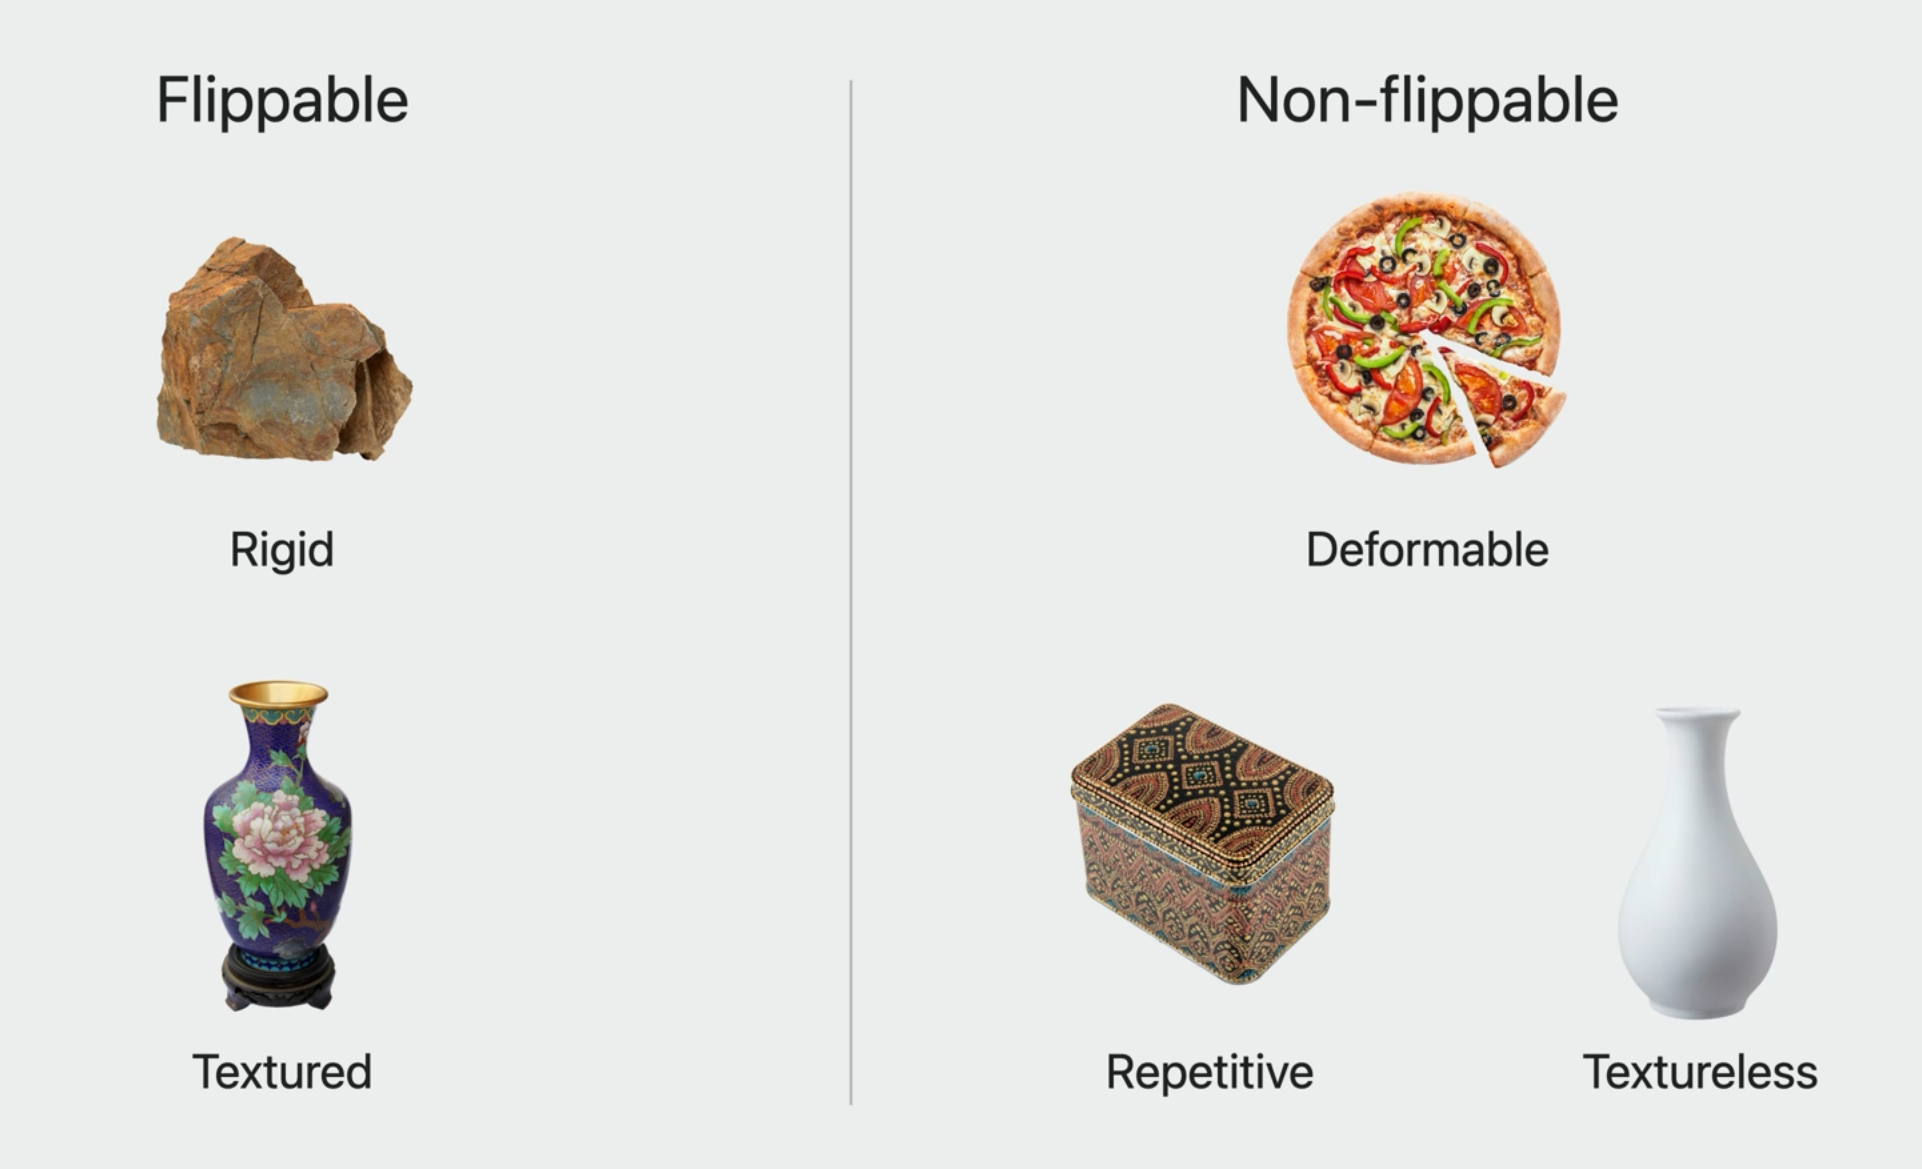 Flippable
Non-flippable
Rigid
Deformable
Textured
Repetitive
Textureless